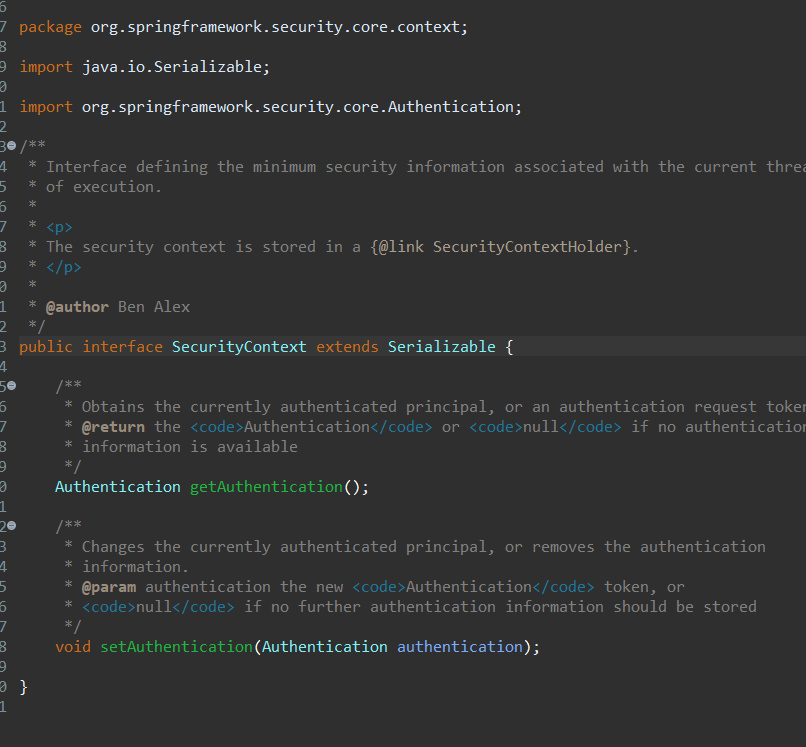 6
7 package org.springframework.security.core.context;
8
9 import java.io.Serializable;
0
1 import org.springframework.security.core.Authentication;
2
3 /**
4  * Interface defining the minimum security information associated with the current threa
5  * of execution.
6  *
7  * <p>
8  * The security context is stored in a {@link SecurityContextHolder}.
9  * </p>
0  *
1  * @author Ben Alex
2  */
3 public interface SecurityContext extends Serializable {
4
5     /**
6      * Obtains the currently authenticated principal, or an authentication request token
7      * @return the <code>Authentication</code> or <code>null</code> if no authentication
8      * information is available
9      */
0     Authentication getAuthentication();
1
2     /**
3      * Changes the currently authenticated principal, or removes the authentication
4      * information.
5      * @param authentication the new <code>Authentication</code> token, or
6      * <code>null</code> if no further authentication information should be stored
7      */
8     void setAuthentication(Authentication authentication);
9
0 }
1